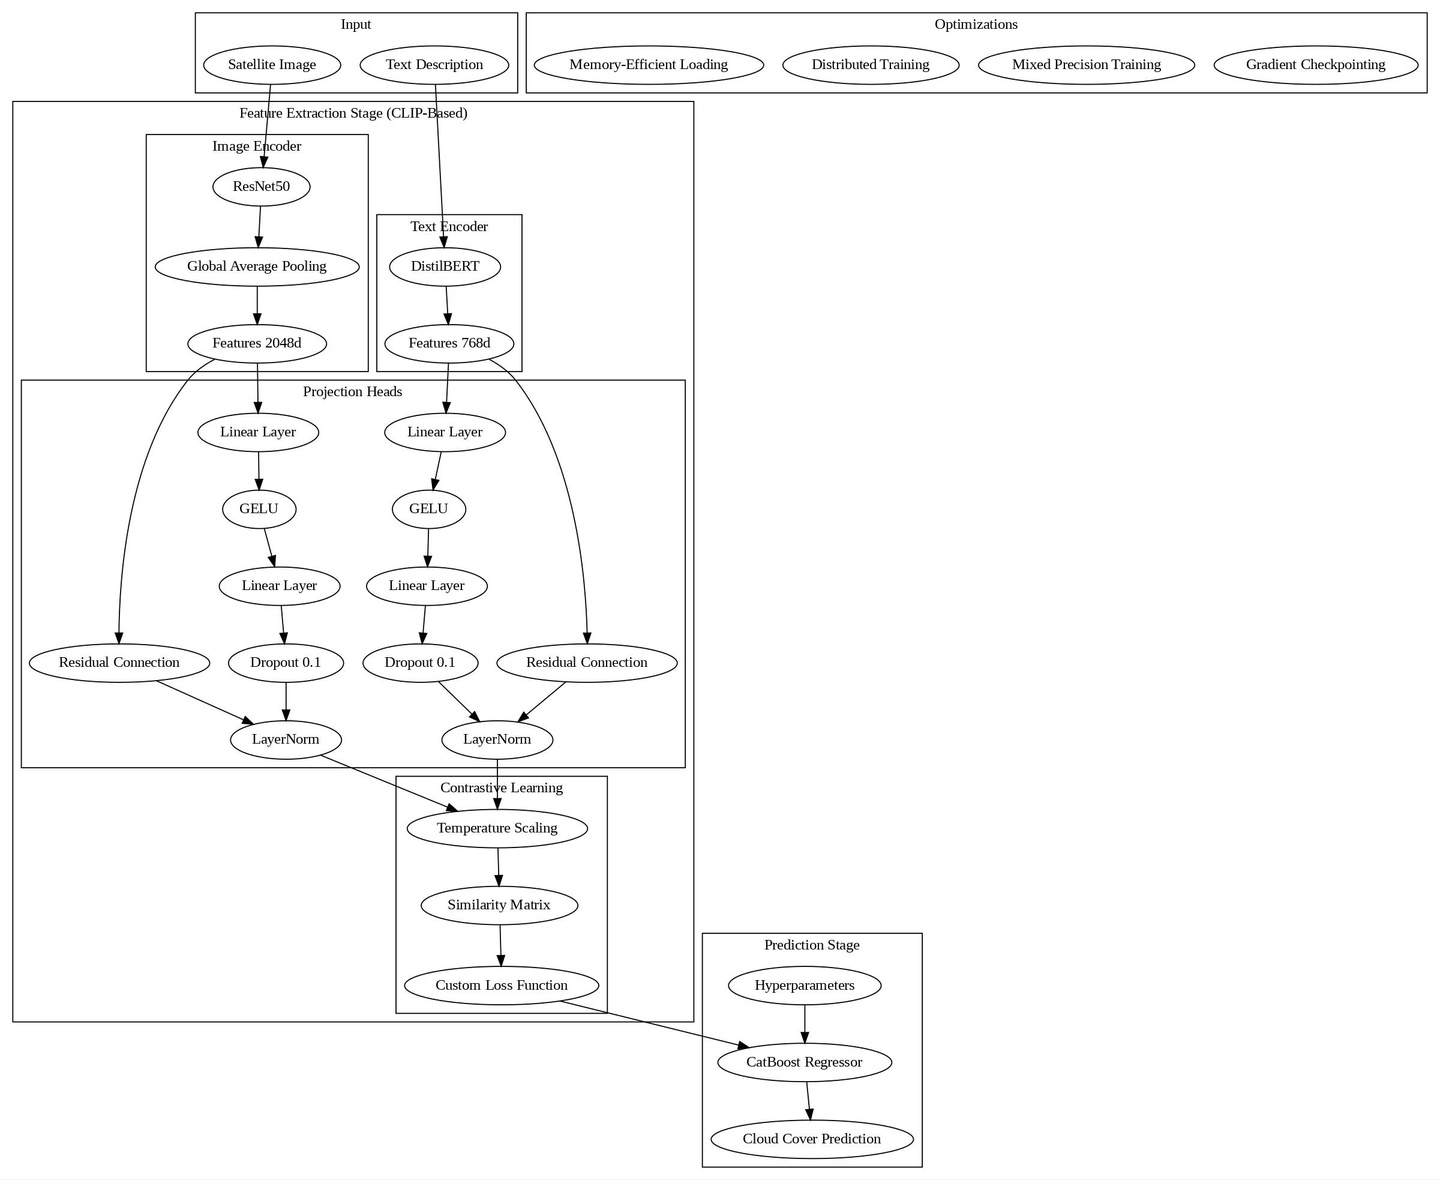 Input
Satellite Image
Text Description
Optimizations
Memory-Efficient Loading
Distributed Training
Mixed Precision Training
Gradient Checkpointing
Feature Extraction Stage (CLIP-Based)
Image Encoder
ResNet50
Global Average Pooling
Features 2048d
Text Encoder
DistilBERT
Features 768d
Projection Heads
Linear Layer
Linear Layer
GELU
GELU
Linear Layer
Linear Layer
Residual Connection
Dropout 0.1
Dropout 0.1
Residual Connection
LayerNorm
LayerNorm
Contrastive Learning
Temperature Scaling
Similarity Matrix
Custom Loss Function
Prediction Stage
Hyperparameters
CatBoost Regressor
Cloud Cover Prediction